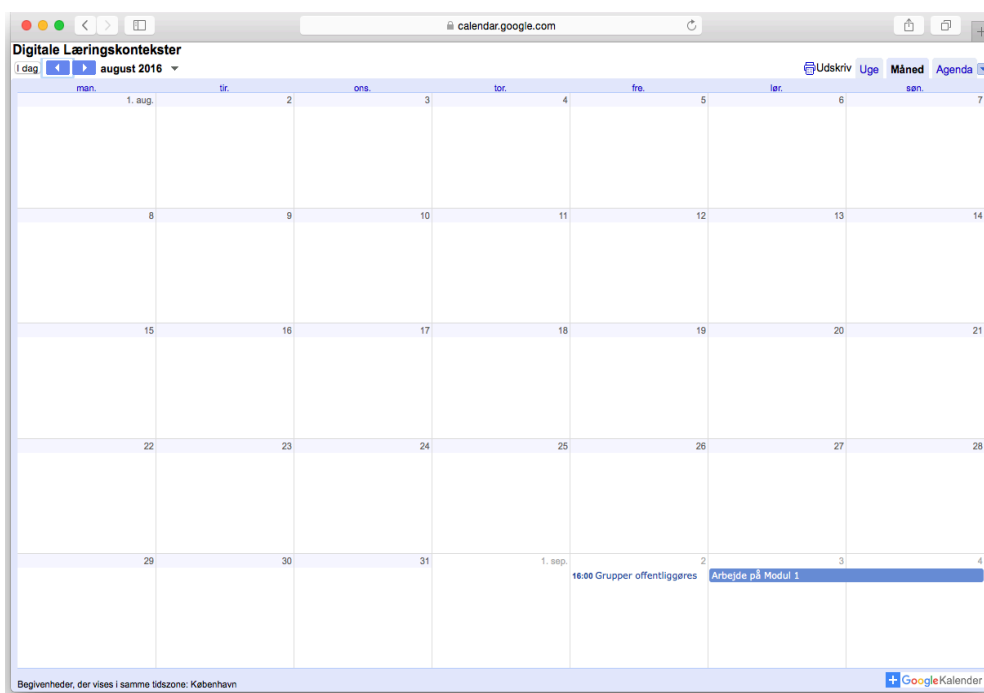 calendar.google.com
Digitale Læringskontekster
I dag august 2016 Udskriv Uge Måned Agenda
man. tir. ons. tor. fre. lør. søn.
1. aug. 2 3 4 5 6 7
8 9 10 11 12 13 14
15 16 17 18 19 20 21
22 23 24 25 26 27 28
29 30 31 1. sep. 2 3 4
16:00 Grupper offentliggøres Arbejde på Modul 1
Begivenheder, der vises i samme tidszone: København
GoogleKalender